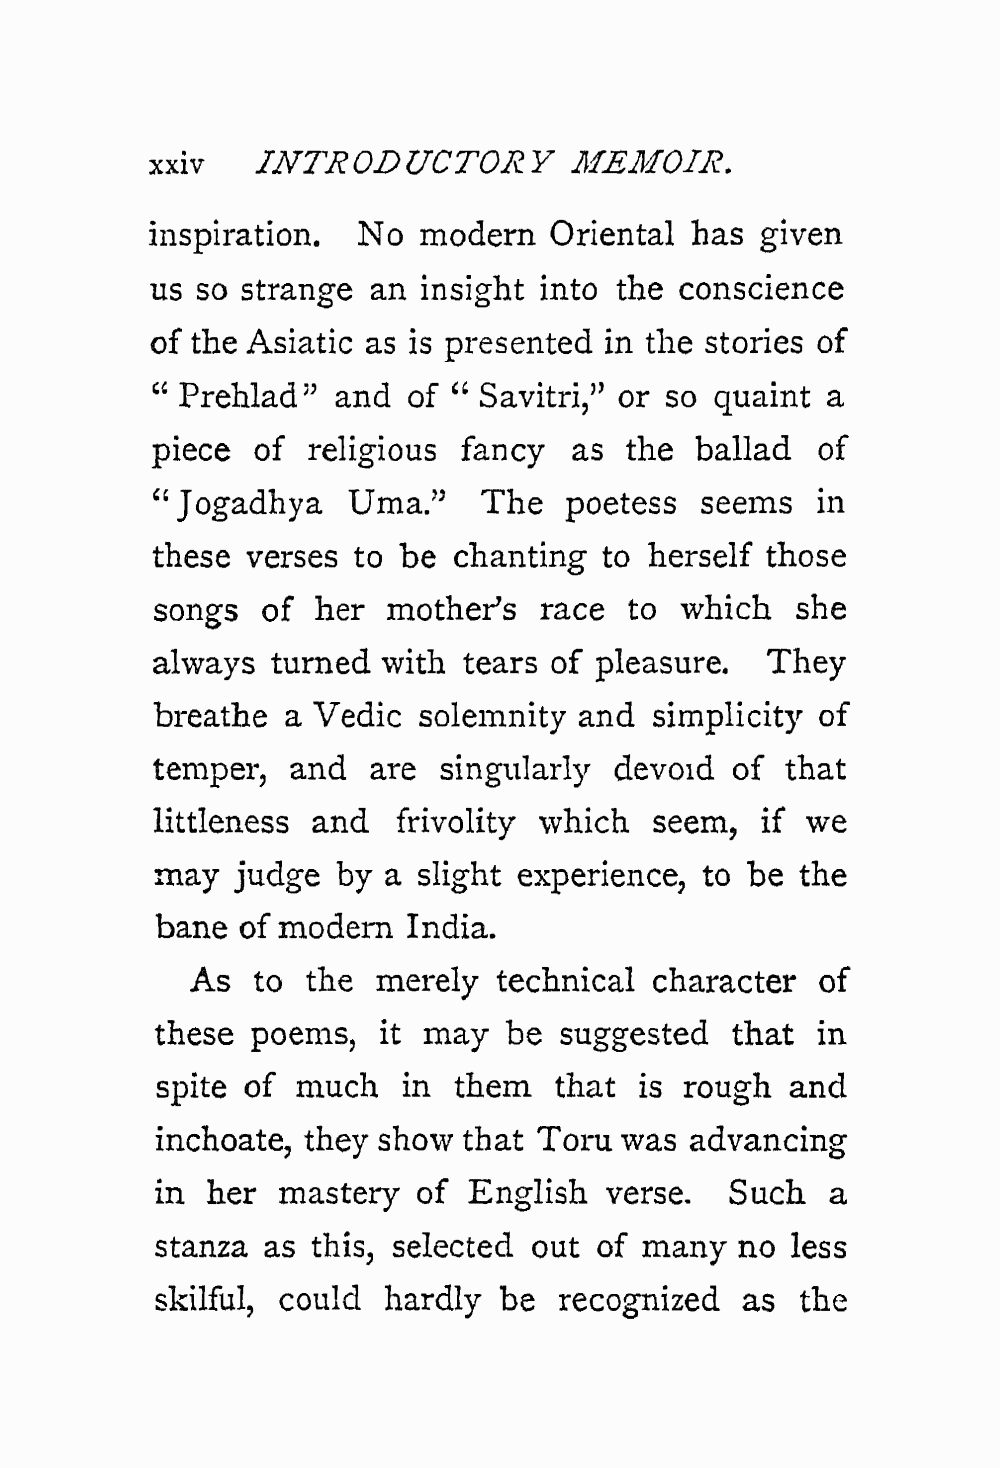 xxiv INTRODUCTORY MEMOIR.
inspiration. No modern Oriental has given
us so strange an insight into the conscience
of the Asiatic as is presented in the stories of
“ Prehlad” and of “ Savitri,” or so quaint a
piece of religious fancy as the ballad of
“ Jogadhya Uma.” The poetess seems in
these verses to be chanting to herself those
songs of her mother’s race to which she
always turned with tears of pleasure. They
breathe a Vedic solemnity and simplicity of
temper, and are singularly devoid of that
littleness and frivolity which seem, if we
may judge by a slight experience, to be the
bane of modern India.
As to the merely technical character of
these poems, it may be suggested that in
spite of much in them that is rough and
inchoate, they show that Toru was advancing
in her mastery of English verse. Such a
stanza as this, selected out of many no less
skilful, could hardly be recognized as the